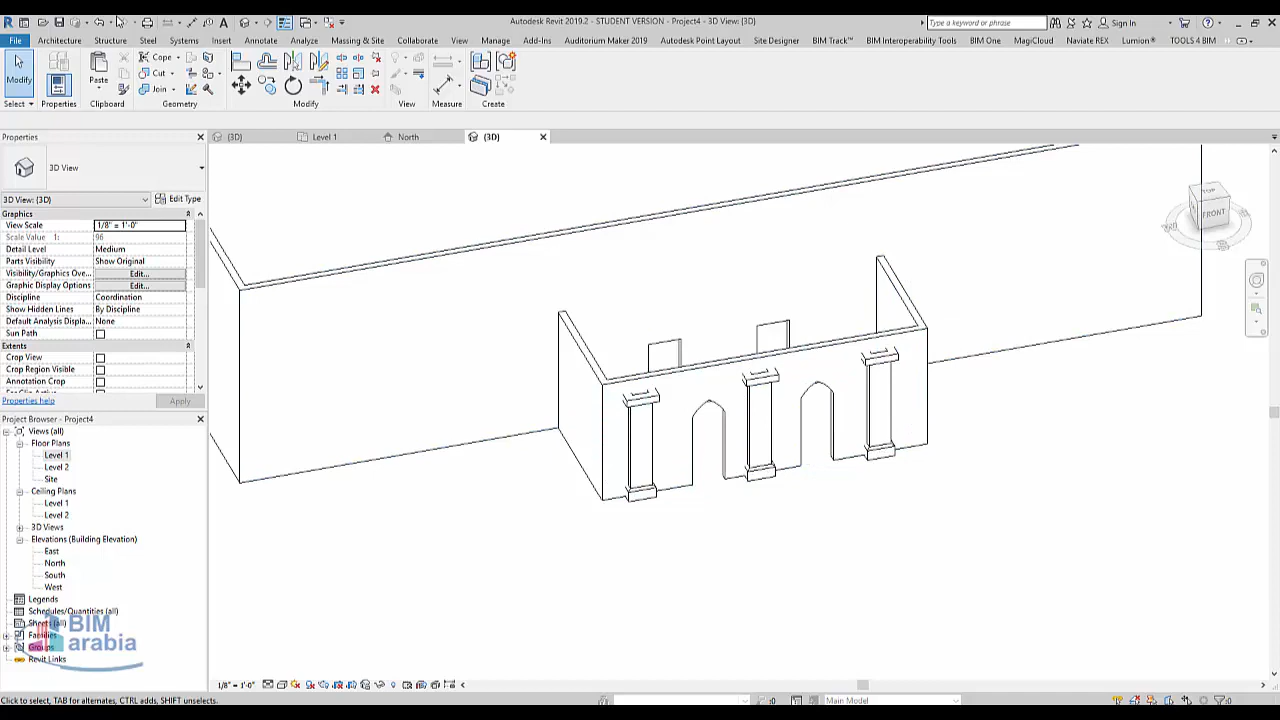 Autodesk Revit 2019.2 - STUDENT VERSION - Project4 - 3D View: {3D}
Type a keyword or phrase
Sign In
File Architecture Structure Steel Systems Insert Annotate Analyze Massing & Site Collaborate View Manage Add-Ins Auditorium Maker 2019 Autodesk Point Layout Site Designer BIM Track™ BIM Interoperability Tools BIM One MagiCAD Naviate REX Lumion® TOOLS 4 BIM
Modify
Properties
Paste
Cope
Cut
Join
Select Properties Clipboard Geometry Modify View Measure Create
Properties
{3D} Level 1 North {3D}
3D View
3D View: {3D} Edit Type
Graphics
View Scale 1/8" = 1'-0"
Scale Value 1: 96
Detail Level Medium
Parts Visibility Show Original
Visibility/Graphics Ove... Edit...
Graphic Display Options Edit...
Discipline Coordination
Show Hidden Lines By Discipline
Default Analysis Displa... None
Sun Path
Extents
Crop View
Crop Region Visible
Annotation Crop
Properties help Apply
TOP
FRONT
Project Browser - Project4
Views (all)
Floor Plans
Level 1
Level 2
Site
Ceiling Plans
Level 1
Level 2
3D Views
Elevations (Building Elevation)
East
North
South
West
Legends
Schedules/Quantities (all)
Sheets (all)
Families
Groups
Revit Links
BIM
arabia
1/8" = 1'-0"
Click to select, TAB for alternates, CTRL adds, SHIFT unselects.
:0
Main Model
:0